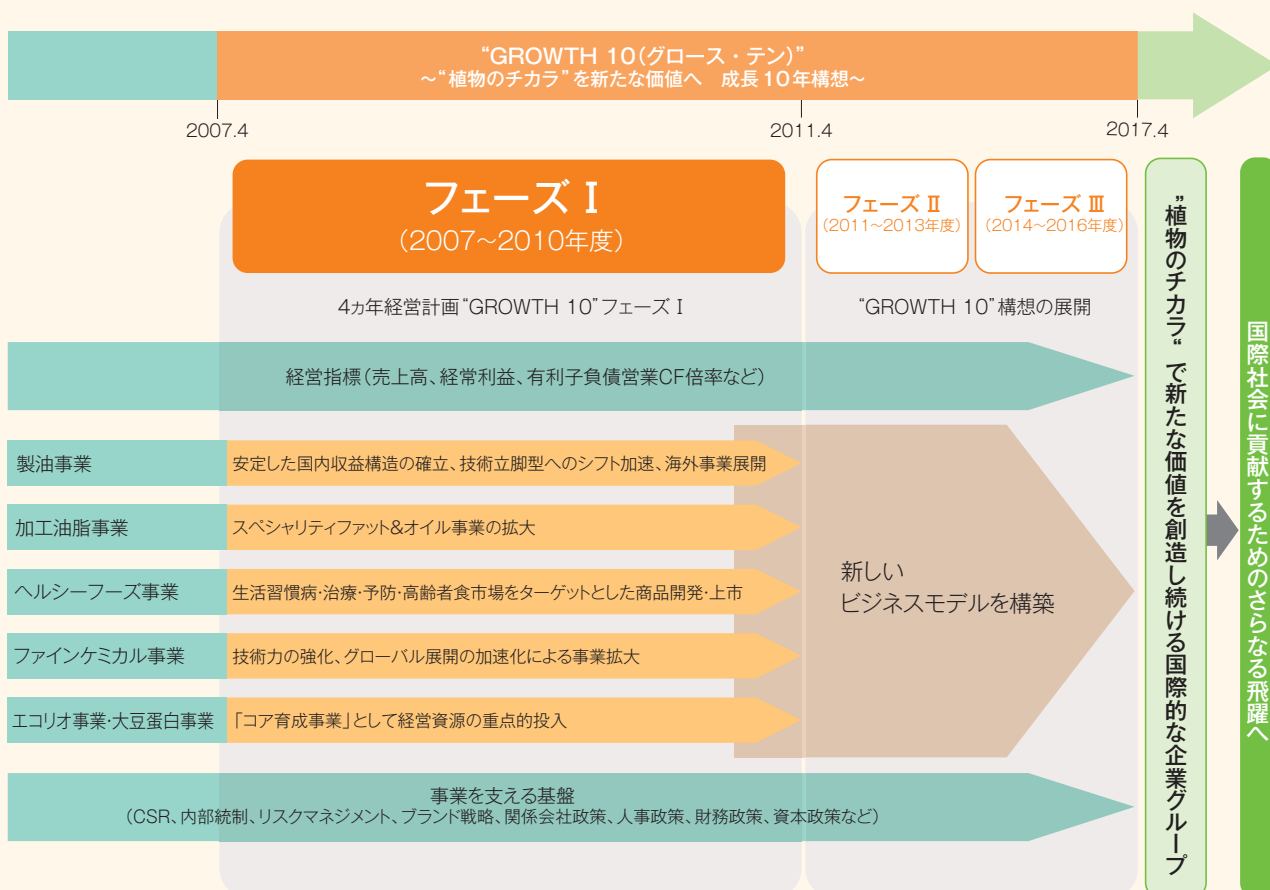 “GROWTH 10(グロース・テン)”
～“植物のチカラ”を新たな価値へ　成長10年構想～
2007.4
2011.4
2017.4
フェーズ Ⅰ
（2007～2010年度）
フェーズ Ⅱ
（2011～2013年度）
フェーズ Ⅲ
（2014～2016年度）
4ヵ年経営計画“GROWTH 10”フェーズ Ⅰ
“GROWTH 10”構想の展開
経営指標（売上高、経常利益、有利子負債営業CF倍率など）
製油事業
安定した国内収益構造の確立、技術立脚型へのシフト加速、海外事業展開
加工油脂事業
スペシャリティファット&オイル事業の拡大
ヘルシーフーズ事業
生活習慣病・治療・予防・高齢者食市場をターゲットとした商品開発・上市
ファインケミカル事業
技術力の強化、グローバル展開の加速化による事業拡大
エコリオ事業・大豆蛋白事業
「コア育成事業」として経営資源の重点的投入
新しい
ビジネスモデルを構築
事業を支える基盤
（CSR、内部統制、リスクマネジメント、ブランド戦略、関係会社政策、人事政策、財務政策、資本政策など）
”植物のチカラ“で新たな価値を創造し続ける国際的な企業グループ
国際社会に貢献するためのさらなる飛躍へ